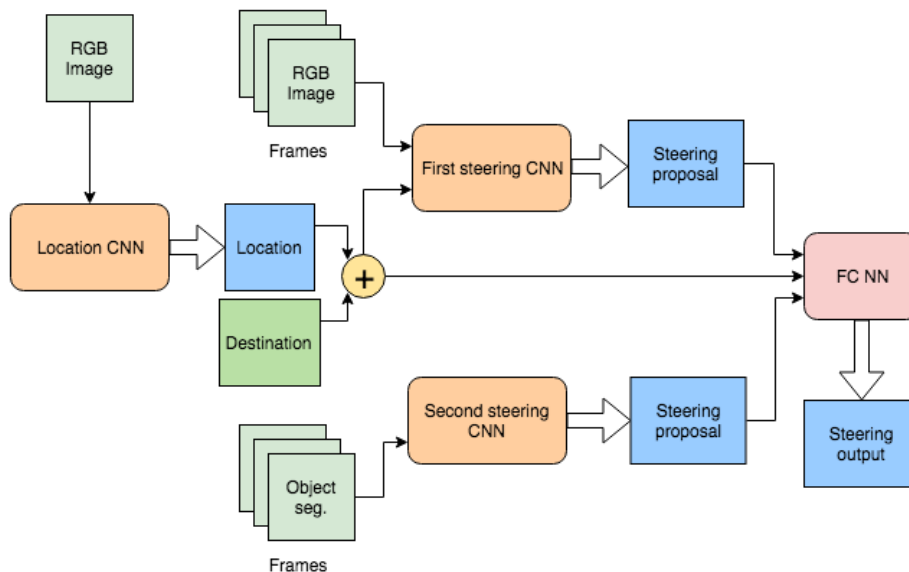 RGB
Image
RGB
Image
Frames
First steering CNN
Steering
proposal
Location CNN
Location
+
FC NN
Destination
Second steering
CNN
Steering
proposal
Steering
output
Object
seg.
Frames